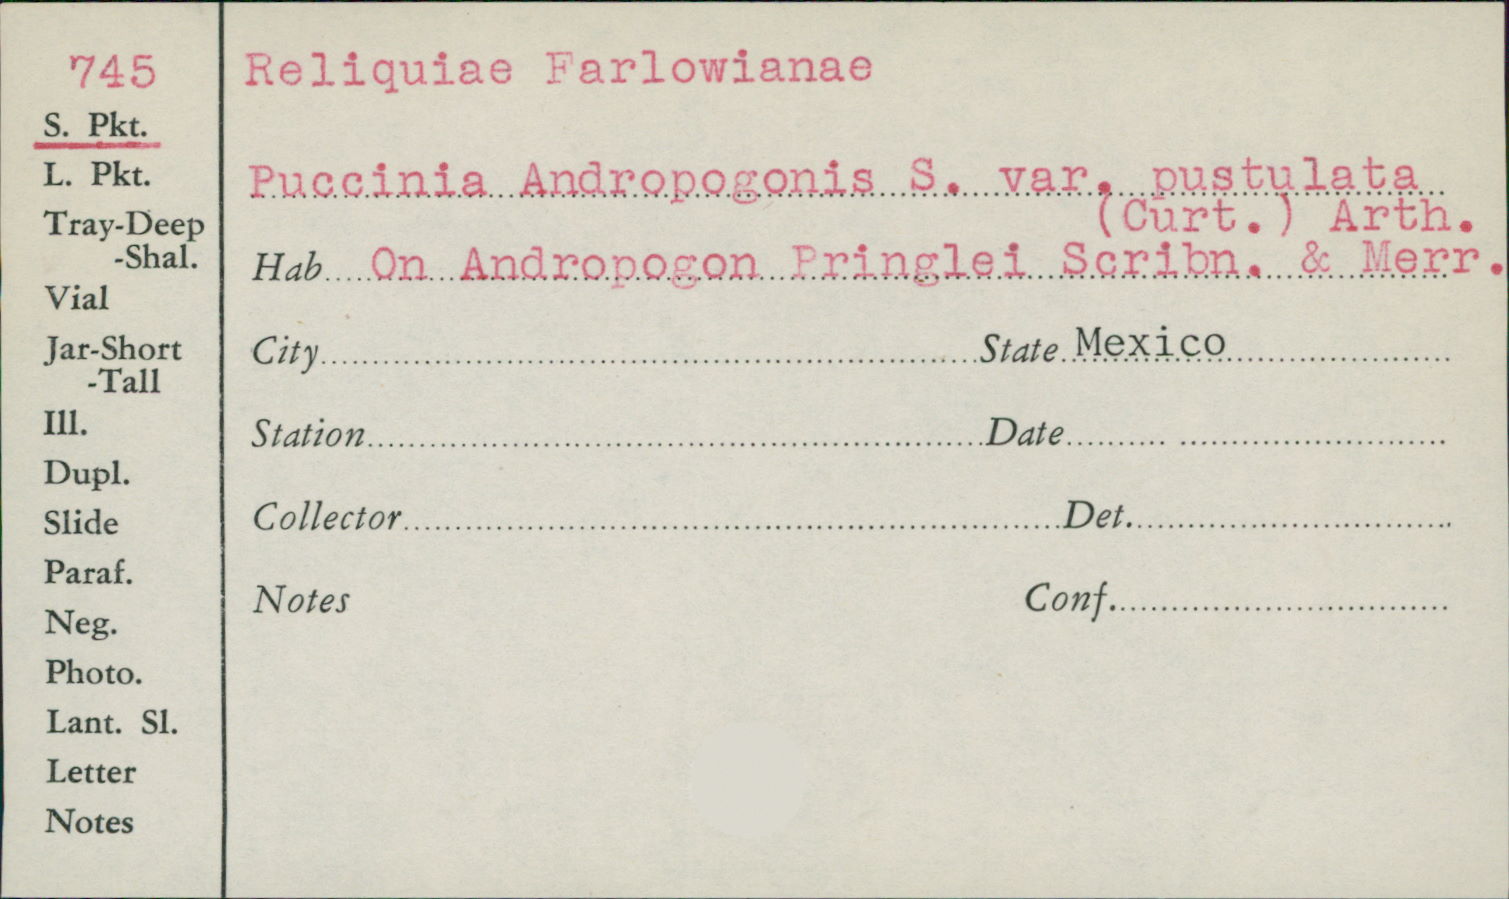 745
S. Pkt.
L. Pkt.
Tray-Deep
-Shal.
Vial
Jar-Short
-Tall
Ill.
Dupl.
Slide
Paraf.
Neg.
Photo.
Lant. Sl.
Letter
Notes
Reliquiae Farlowianae
Puccinia Andropogonis S. var. pustulata
(Curt.) Arth.
Hab On Andropogon Pringlei Scribn. & Merr.
City State Mexico
Station Date
Collector Det.
Notes Conf.